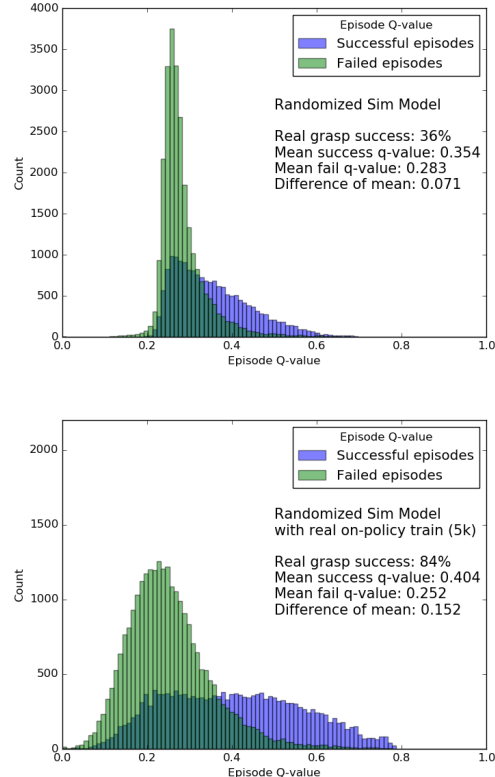 4000
3500
3000
2500
2000
1500
1000
500
0
Count
Episode Q-value
Successful episodes
Failed episodes
Randomized Sim Model
Real grasp success: 36%
Mean success q-value: 0.354
Mean fail q-value: 0.283
Difference of mean: 0.071
0.0 0.2 0.4 0.6 0.8 1.0
Episode Q-value
2000
1500
1000
500
0
Count
Episode Q-value
Successful episodes
Failed episodes
Randomized Sim Model
with real on-policy train (5k)
Real grasp success: 84%
Mean success q-value: 0.404
Mean fail q-value: 0.252
Difference of mean: 0.152
0.0 0.2 0.4 0.6 0.8 1.0
Episode Q-value